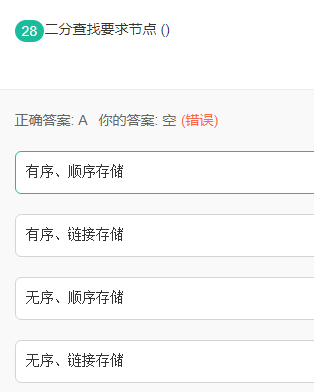 28 二分查找要求节点 ()
正确答案: A 你的答案: 空 (错误)
有序、顺序存储
有序、链接存储
无序、顺序存储
无序、链接存储